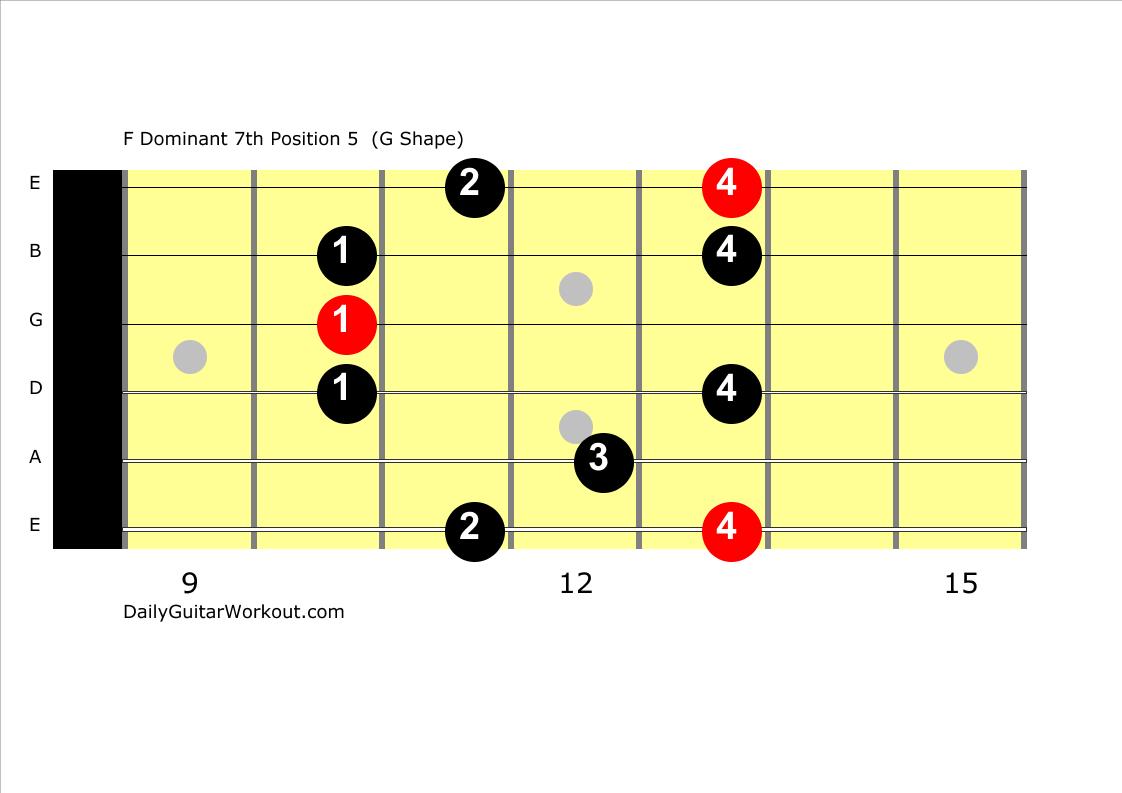 F Dominant 7th Position 5  (G Shape)
E 2 4
B 1 4
G 1
D 1 4
A 3
E 2 4
9 12 15
DailyGuitarWorkout.com